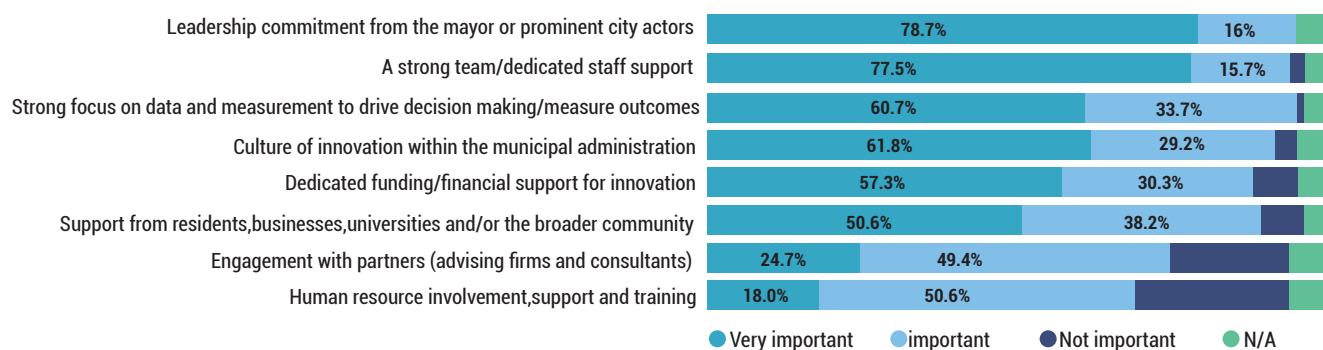 Leadership commitment from the mayor or prominent city actors 78.7% 16%
A strong team/dedicated staff support 77.5% 15.7%
Strong focus on data and measurement to drive decision making/measure outcomes 60.7% 33.7%
Culture of innovation within the municipal administration 61.8% 29.2%
Dedicated funding/financial support for innovation 57.3% 30.3%
Support from residents,businesses,universities and/or the broader community 50.6% 38.2%
Engagement with partners (advising firms and consultants) 24.7% 49.4%
Human resource involvement,support and training 18.0% 50.6%
Very important important Not important N/A